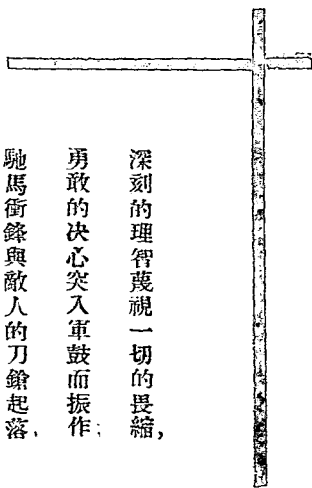 深刻的理智蔑視一切的畏縮，
勇敢的決心突入軍鼓而振作；
馳馬衝鋒與敵人的刀鎗起落，